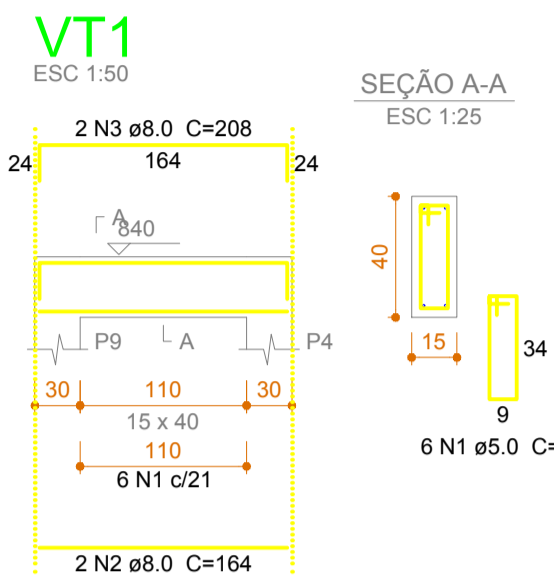 VT1
ESC 1:50
SEÇÃO A-A
ESC 1:25
2 N3 ø8.0 C=208
24
164
24
A
840
40
P9
A
P4
15
34
9
30
110
30
15 x 40
110
6 N1 c/21
6 N1 ø5.0 C=
2 N2 ø8.0 C=164